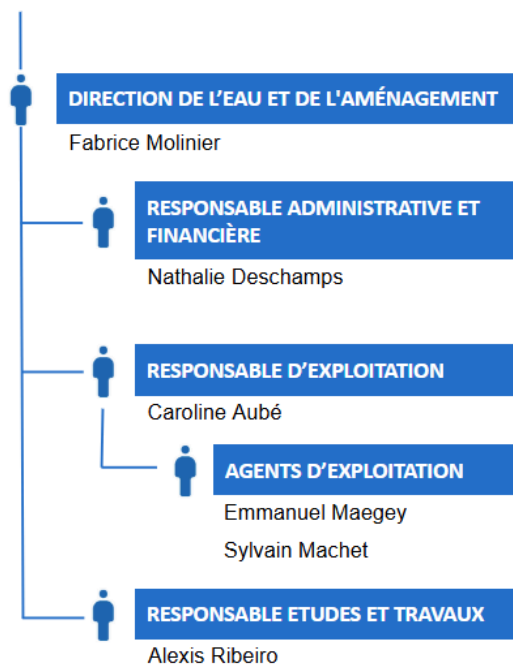 DIRECTION DE L’EAU ET DE L'AMÉNAGEMENT
Fabrice Molinier
RESPONSABLE ADMINISTRATIVE ET
FINANCIÈRE
Nathalie Deschamps
RESPONSABLE D’EXPLOITATION
Caroline Aubé
AGENTS D’EXPLOITATION
Emmanuel Maegey
Sylvain Machet
RESPONSABLE ETUDES ET TRAVAUX
Alexis Ribeiro